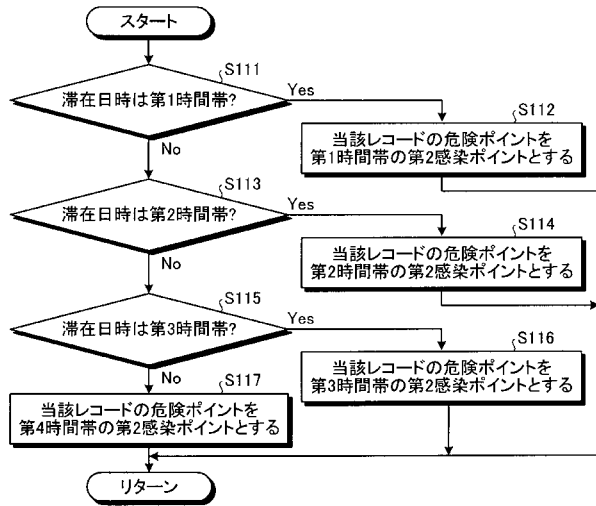 スタート
S111
滞在日時は第1時間帯?
Yes
No
S112
当該レコードの危険ポイントを
第1時間帯の第2感染ポイントとする
S113
滞在日時は第2時間帯?
Yes
No
S114
当該レコードの危険ポイントを
第2時間帯の第2感染ポイントとする
S115
滞在日時は第3時間帯?
Yes
No
S116
当該レコードの危険ポイントを
第3時間帯の第2感染ポイントとする
S117
当該レコードの危険ポイントを
第4時間帯の第2感染ポイントとする
リターン